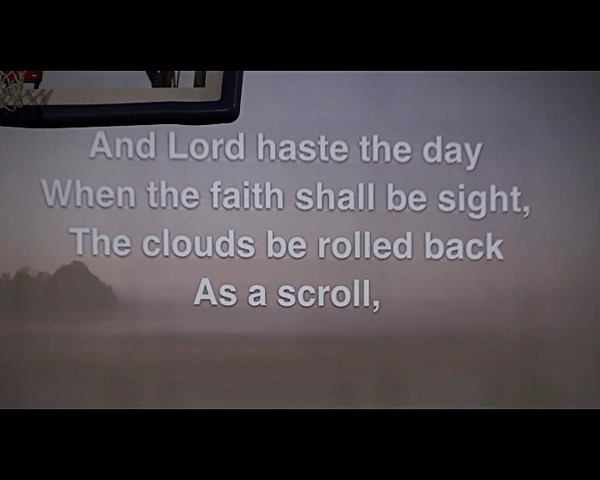 And Lord haste the day
When the faith shall be sight,
The clouds be rolled back
As a scroll,